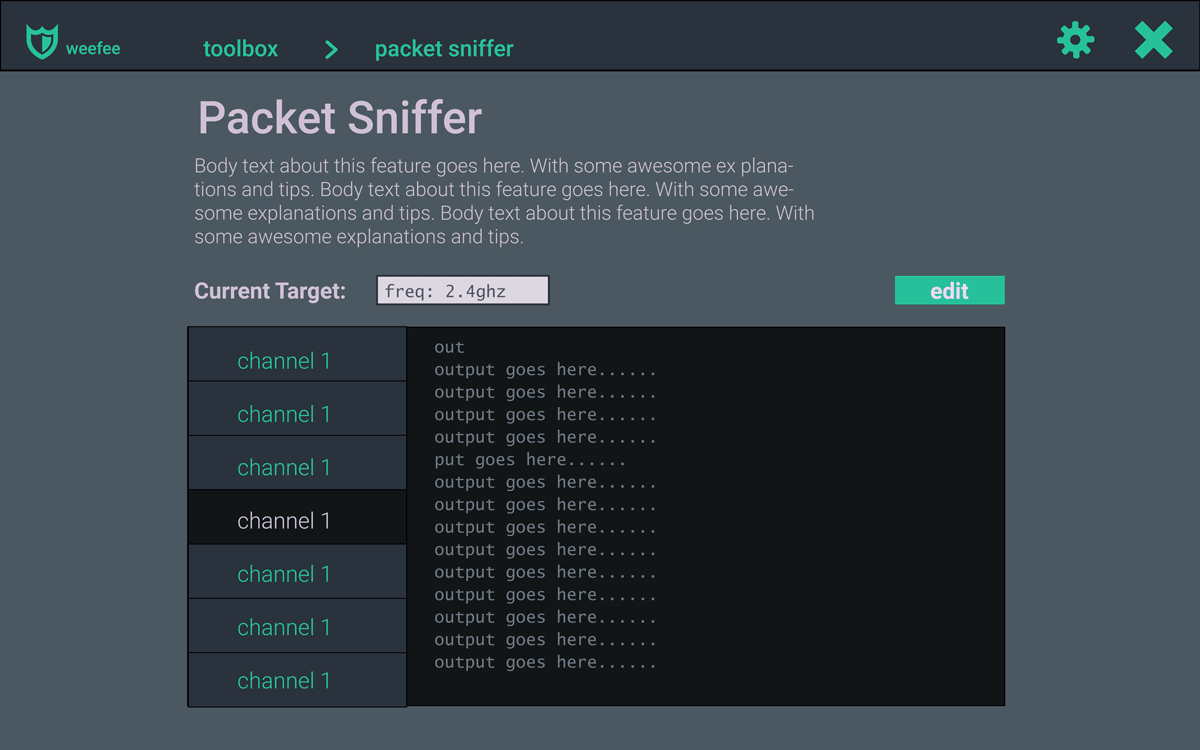 weefee
toolbox > packet sniffer
Packet Sniffer
Body text about this feature goes here. With some awesome ex plana-
tions and tips. Body text about this feature goes here. With some awe-
some explanations and tips. Body text about this feature goes here. With
some awesome explanations and tips.
Current Target: freq: 2.4ghz edit
channel 1
channel 1
channel 1
channel 1
channel 1
channel 1
channel 1
out
output goes here......
output goes here......
output goes here......
output goes here......
put goes here......
output goes here......
output goes here......
output goes here......
output goes here......
output goes here......
output goes here......
output goes here......
output goes here......
output goes here......